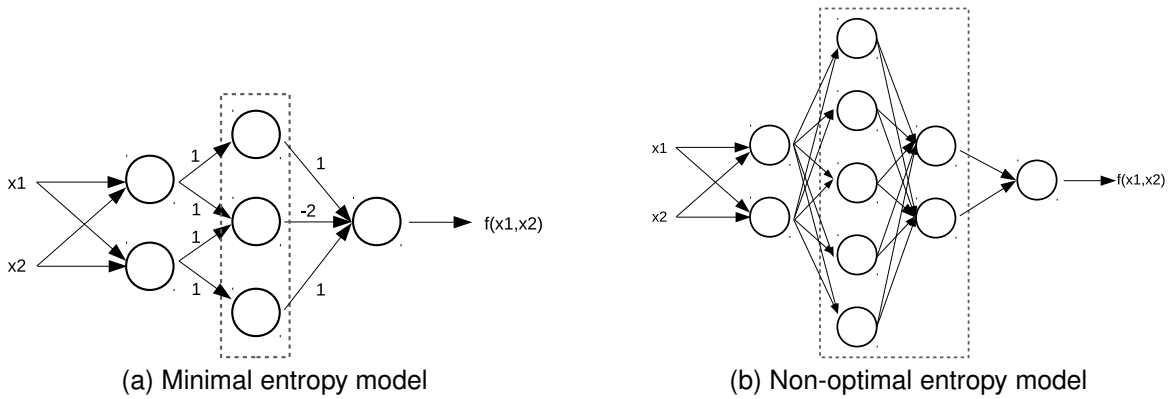 x1
x2
1
1
1
1
1
-2
1
f(x1,x2)
(a) Minimal entropy model
x1
x2
f(x1,x2)
(b) Non-optimal entropy model